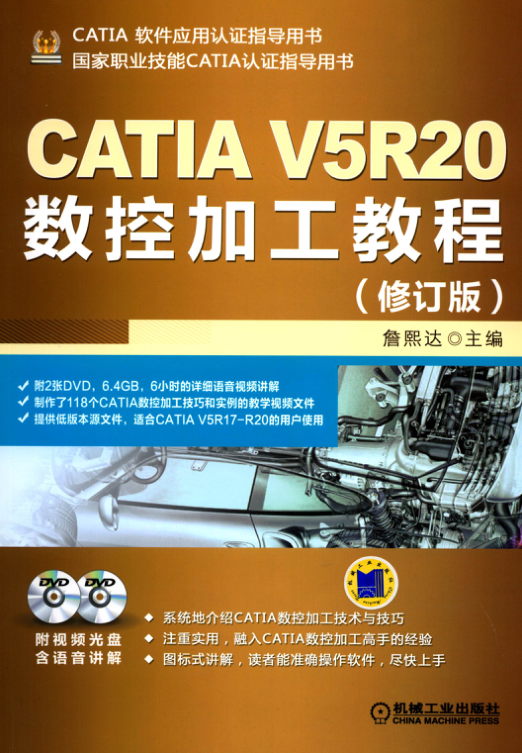 CATIA 软件应用认证指导用书
国家职业技能CATIA认证指导用书
CATIA V5R20
数控加工教程
（修订版）
詹熙达◎主编
附2张DVD，6.4GB，6小时的详细语音视频讲解
制作了118个CATIA数控加工技巧和实例的教学视频文件
提供低版本源文件，适合CATIA V5R17-R20的用户使用
DVD DVD
附视频光盘
含语音讲解
系统地介绍CATIA数控加工技术与技巧
注重实用，融入CATIA数控加工高手的经验
图标式讲解，读者能准确操作软件，尽快上手
机械工业出版社
CHINA MACHINE PRESS